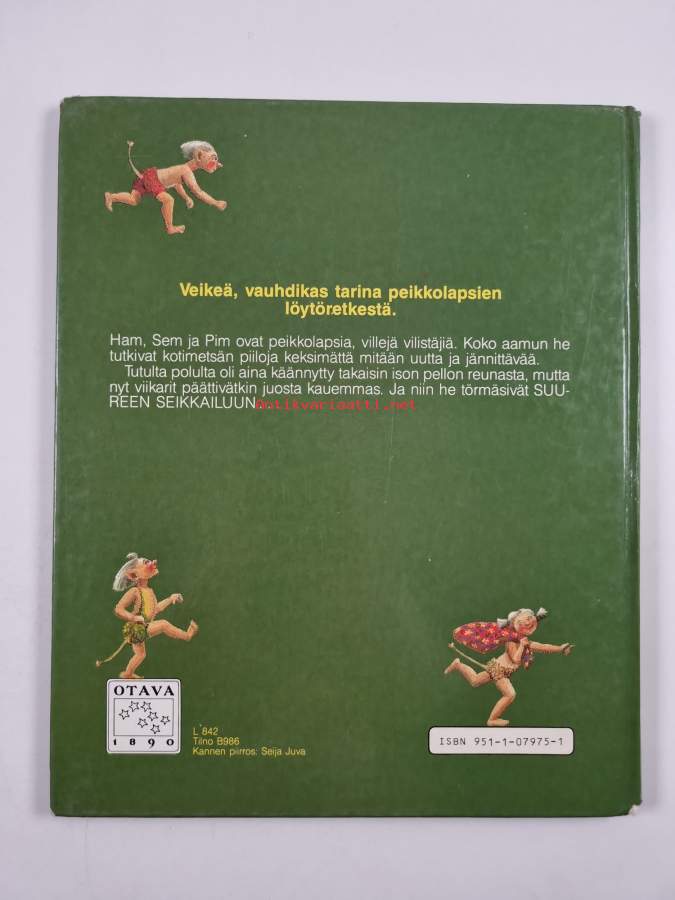 Veikeä, vauhdikas tarina peikkolapsien
löytöretkestä.
Ham, Sem ja Pim ovat peikkolapsia, villejä vilistäjiä. Koko aamun he
tutkivat kotimetsän piiloja keksimättä mitään uutta ja jännittävää.
Tutulta polulta oli aina käännytty takaisin ison pellon reunasta, mutta
nyt viikarit päättivätkin juosta kauemmas. Ja niin he törmäsivät SUU-
REEN SEIKKAILUUN...
antikvariaatti.net
OTAVA
1890
L 842
Tilno B986
Kannen piirros: Seija Juva
ISBN 951-1-07975-1